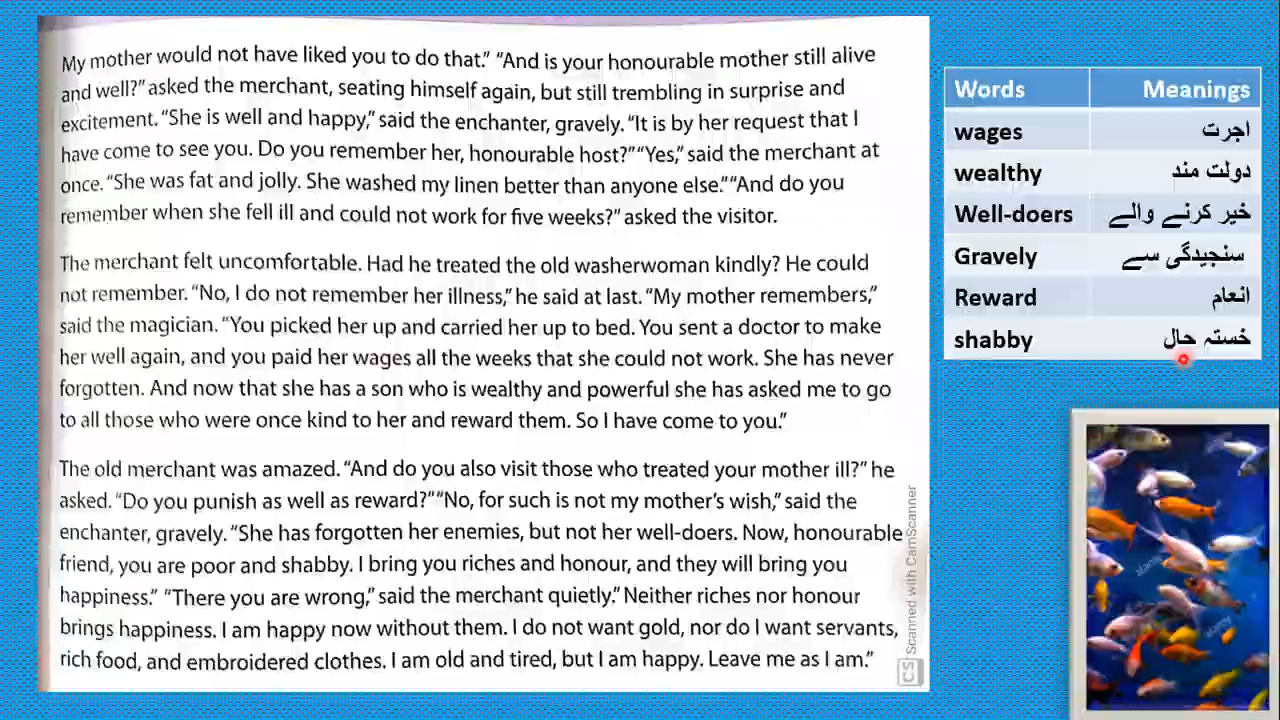 My mother would not have liked you to do that.” “And is your honourable mother still alive
and well?” asked the merchant, seating himself again, but still trembling in surprise and
excitement. “She is well and happy,” said the enchanter, gravely. “It is by her request that I
have come to see you. Do you remember her, honourable host?” “Yes,” said the merchant at
once. “She was fat and jolly. She washed my linen better than anyone else.” “And do you
remember when she fell ill and could not work for five weeks?” asked the visitor.
The merchant felt uncomfortable. Had he treated the old washerwoman kindly? He could
not remember. “No, I do not remember her illness,” he said at last. “My mother remembers,”
said the magician. “You picked her up and carried her up to bed. You sent a doctor to make
her well again, and you paid her wages all the weeks that she could not work. She has never
forgotten. And now that she has a son who is wealthy and powerful she has asked me to go
to all those who were once kind to her and reward them. So I have come to you.”
The old merchant was amazed. “And do you also visit those who treated your mother ill?” he
asked. “Do you punish as well as reward?” “No, for such is not my mother’s wish,” said the
enchanter, gravely. “She has forgotten her enemies, but not her well-doers. Now, honourable
friend, you are poor and shabby. I bring you riches and honour, and they will bring you
happiness.” “There you are wrong,” said the merchant quietly.” Neither riches nor honour
brings happiness. I am happy now without them. I do not want gold, nor do I want servants,
rich food, and embroidered clothes. I am old and tired, but I am happy. Leave me as I am.”
CS Scanned with CamScanner
Words Meanings
wages اجرت
wealthy دولت مند
Well-doers خیر کرنے والے
Gravely سنجیدگی سے
Reward انعام
shabby خستہ حال